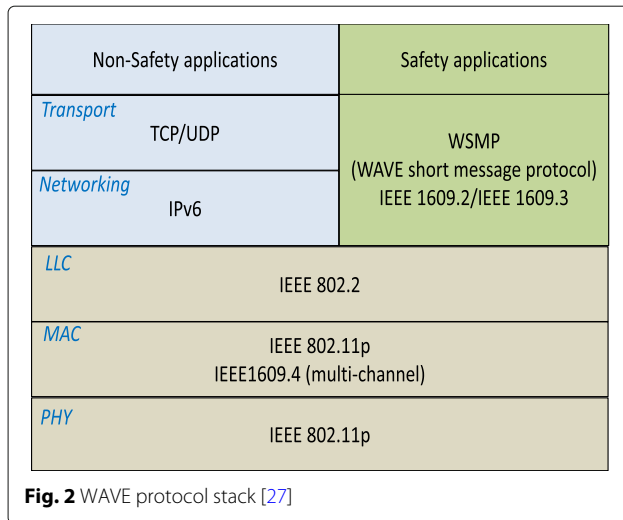 Non-Safety applications
Safety applications
Transport
TCP/UDP
Networking
IPv6
WSMP
(WAVE short message protocol)
IEEE 1609.2/IEEE 1609.3
LLC
IEEE 802.2
MAC
IEEE 802.11p
IEEE1609.4 (multi-channel)
PHY
IEEE 802.11p
Fig. 2 WAVE protocol stack [27]